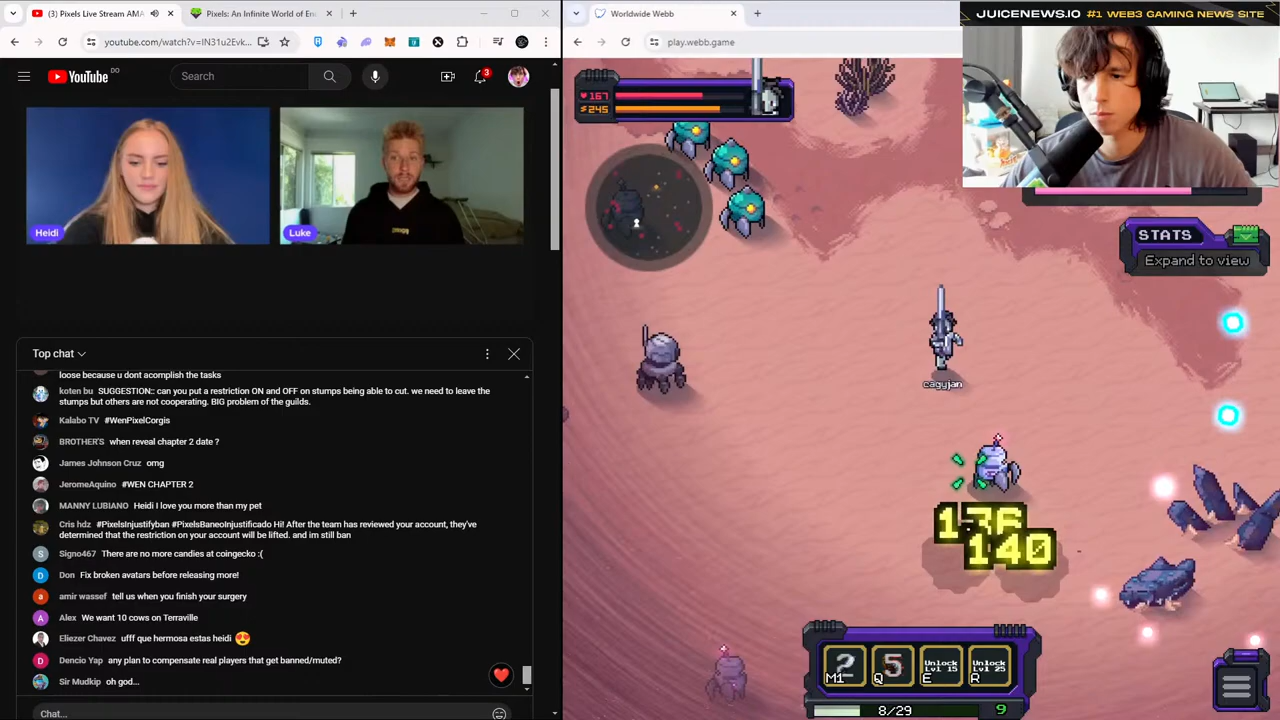 (3) Pixels Live Stream AMA
Pixels: An Infinite World of En
Worldwide Webb
JUICENEWS.IO #1 WEB3 GAMING NEWS SITE
youtube.com/watch?v=IN31u2Evk...
play.webb.game
YouTube DO
Search
3
Heidi
Luke
Top chat
loose because u dont acomplish the tasks
koten bu SUGGESTION:: can you put a restriction ON and OFF on stumps being able to cut. we need to leave the
stumps but others are not cooperating. BIG problem of the guilds.
Kalabo TV #WenPixelCorgis
BROTHER'S when reveal chapter 2 date ?
James Johnson Cruz omg
JeromeAquino #WEN CHAPTER 2
MANNY LUBIANO Heidi I love you more than my pet
Cris hdz #PixelsInjustifyban #PixelsBaneoInjustificado Hi! After the team has reviewed your account, they've
determined that the restriction on your account will be lifted. and im still ban
S Signo467 There are no more candies at coingecko :(
D Don Fix broken avatars before releasing more!
a amir wassef tell us when you finish your surgery
A Alex We want 10 cows on Terraville
Eliezer Chavez ufff que hermosa estas heidi 😍
D Dencio Yap any plan to compensate real players that get banned/muted?
S Sir Mudkip oh god...
Chat...
167
245
STATS
Expand to view
cagyjan
136
140
2 M1
5 Q
Unlock Lvl 15 E
Unlock Lvl 25 R
8/29
9